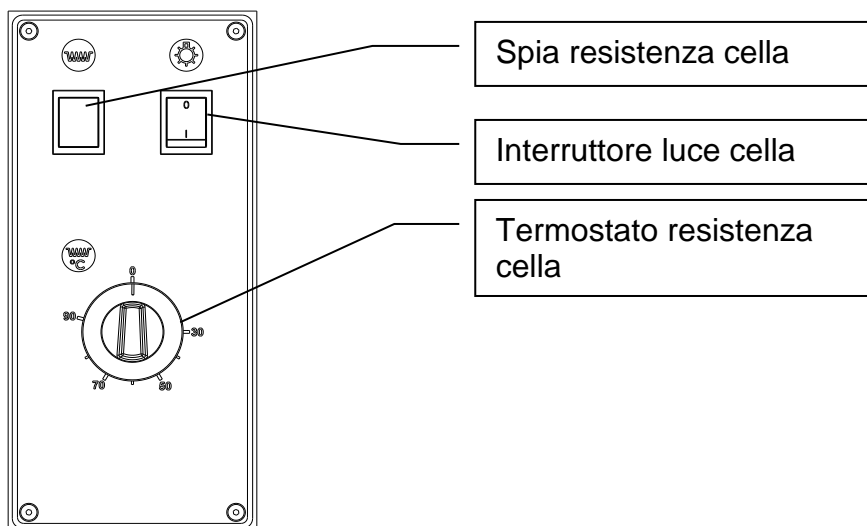 Spia resistenza cella
0
I
Interruttore luce cella
Termostato resistenza
cella
°C
0
90
30
70
50